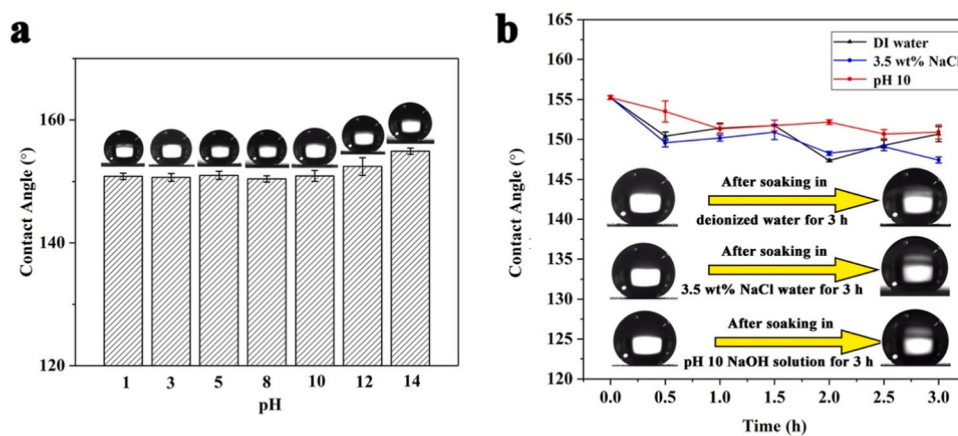 a
Contact Angle (°)
160
140
120
1 3 5 8 10 12 14
pH
b
Contact Angle (°)
165
160
155
150
145
140
135
130
125
120
DI water
3.5 wt% NaCl
pH 10
After soaking in
deionized water for 3 h
After soaking in
3.5 wt% NaCl water for 3 h
After soaking in
pH 10 NaOH solution for 3 h
0.0 0.5 1.0 1.5 2.0 2.5 3.0
Time (h)